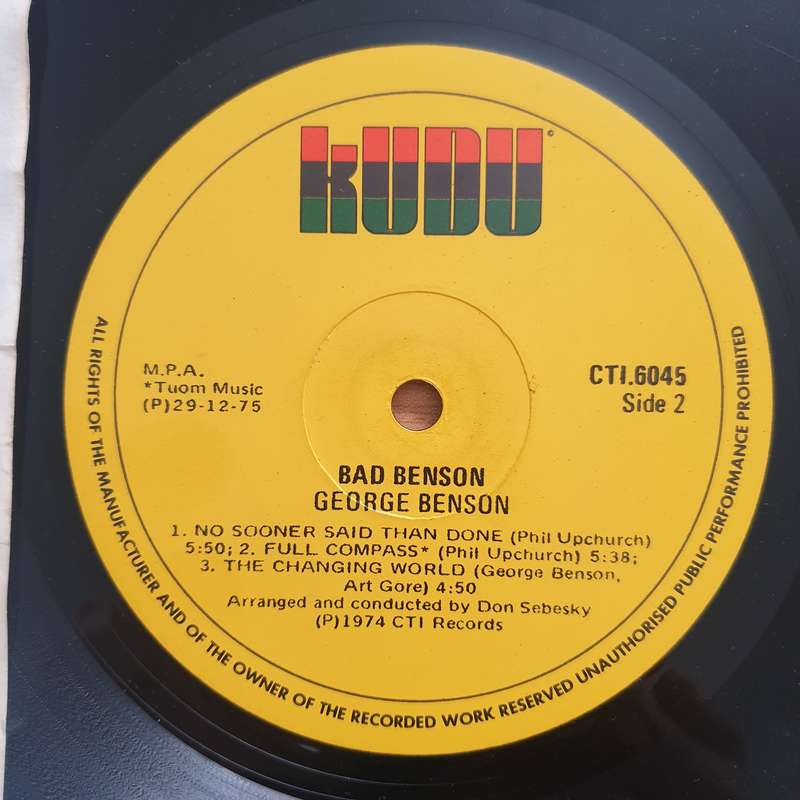 KUDU©
M.P.A.
*Tuom Music
(P)29-12-75
CTI.6045
Side 2
BAD BENSON
GEORGE BENSON
1. NO SOONER SAID THAN DONE (Phil Upchurch)
5:50; 2. FULL COMPASS* (Phil Upchurch) 5:38;
3. THE CHANGING WORLD (George Benson,
Art Gore) 4:50
Arranged and conducted by Don Sebesky
(P)1974 CTI Records
ALL RIGHTS OF THE MANUFACTURER AND OF THE OWNER OF THE RECORDED WORK RESERVED UNAUTHORISED PUBLIC PERFORMANCE PROHIBITED